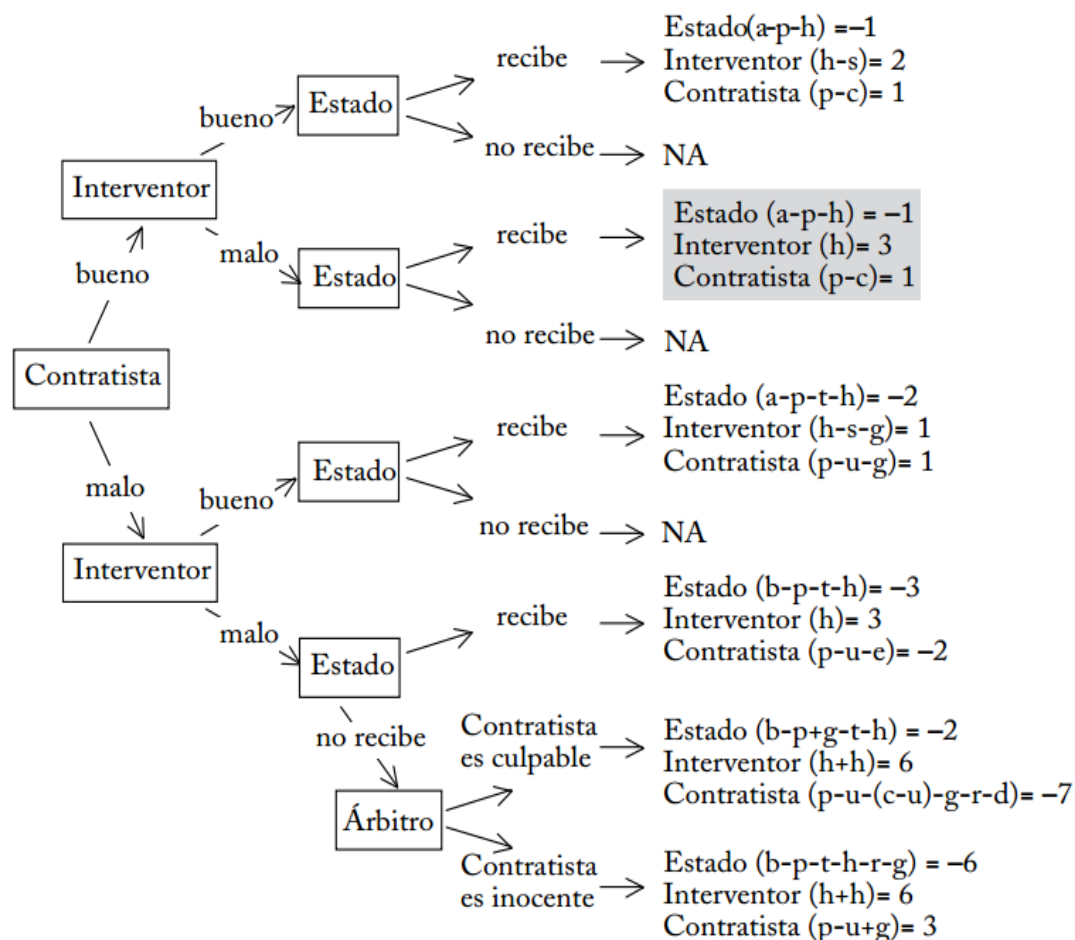 Estado(a-p-h) =–1
recibe
Interventor (h-s)= 2
Contratista (p-c)= 1
Estado
bueno
no recibe
NA
Interventor
Estado (a-p-h) = –1
recibe
Interventor (h)= 3
malo
Contratista (p-c)= 1
Estado
bueno
no recibe
NA
Contratista
Estado (a-p-t-h)= –2
recibe
Interventor (h-s-g)= 1
Contratista (p-u-g)= 1
Estado
malo
bueno
no recibe
NA
Interventor
Estado (b-p-t-h)= –3
recibe
Interventor (h)= 3
malo
Contratista (p-u-e)= –2
Estado
no recibe
Contratista
es culpable
Estado (b-p+g-t-h) = –2
Interventor (h+h)= 6
Contratista (p-u-(c-u)-g-r-d)= –7
Árbitro
Contratista
es inocente
Estado (b-p-t-h-r-g) = –6
Interventor (h+h)= 6
Contratista (p-u+g)= 3